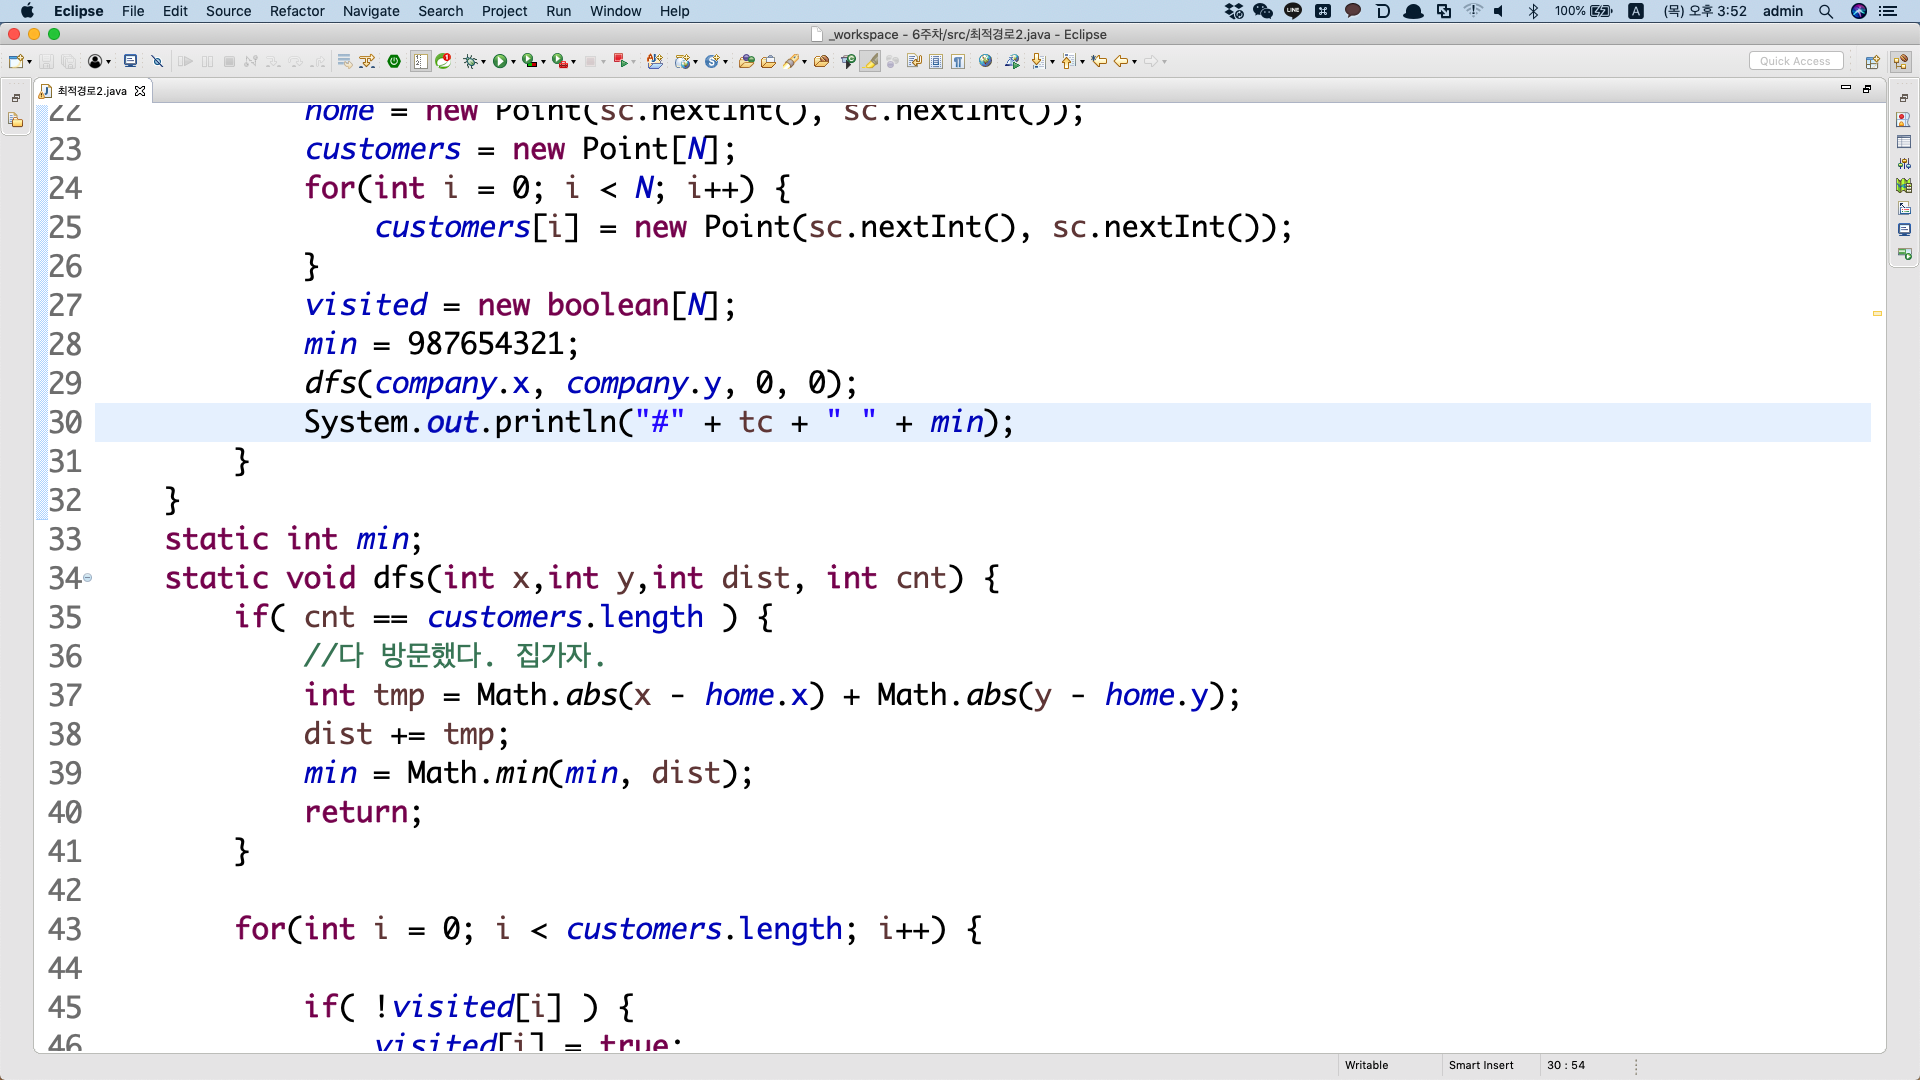 Eclipse File Edit Source Refactor Navigate Search Project Run Window Help 100% A (목) 오후 3:52 admin
_workspace - 6주차/src/최적경로2.java - Eclipse
Quick Access
최적경로2.java
22 home = new Point(sc.nextInt(), sc.nextInt());
23 customers = new Point[N];
24 for(int i = 0; i < N; i++) {
25 customers[i] = new Point(sc.nextInt(), sc.nextInt());
26 }
27 visited = new boolean[N];
28 min = 987654321;
29 dfs(company.x, company.y, 0, 0);
30 System.out.println("#" + tc + " " + min);
31 }
32 }
33 static int min;
34 static void dfs(int x,int y,int dist, int cnt) {
35 if( cnt == customers.length ) {
36 //다 방문했다. 집가자.
37 int tmp = Math.abs(x - home.x) + Math.abs(y - home.y);
38 dist += tmp;
39 min = Math.min(min, dist);
40 return;
41 }
42
43 for(int i = 0; i < customers.length; i++) {
44
45 if( !visited[i] ) {
46 visited[i] = true;
Writable Smart Insert 30 : 54